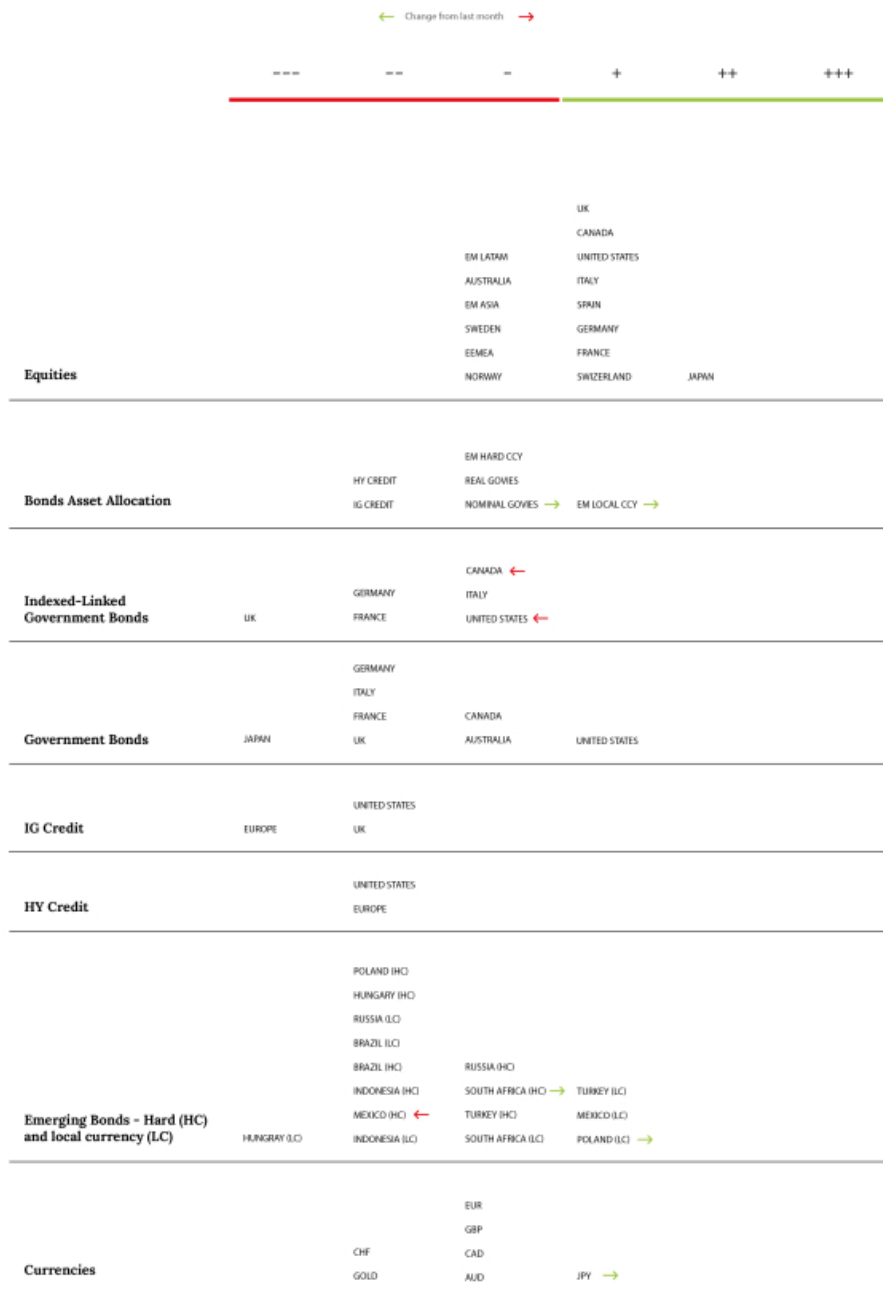 ← Change from last month →
--- -- - + ++ +++
UK
CANADA
EM LATAM UNITED STATES
AUSTRALIA ITALY
EM ASIA SPAIN
SWEDEN GERMANY
EEMEA FRANCE
Equities NORWAY SWIZERLAND JAPAN
EM HARD CCY
HY CREDIT REAL GOVIES
Bonds Asset Allocation IG CREDIT NOMINAL GOVIES → EM LOCAL CCY →
CANADA ←
Indexed-Linked GERMANY ITALY
Government Bonds UK FRANCE UNITED STATES ←
GERMANY
ITALY
FRANCE CANADA
Government Bonds JAPAN UK AUSTRALIA UNITED STATES
UNITED STATES
IG Credit EUROPE UK
UNITED STATES
HY Credit EUROPE
POLAND (HC)
HUNGARY (HC)
RUSSIA (LC)
BRAZIL (LC)
BRAZIL (HC) RUSSIA (HC)
INDONESIA (HC) SOUTH AFRICA (HC) → TURKEY (LC)
Emerging Bonds - Hard (HC) MEXICO (HC) ← TURKEY (HC) MEXICO (LC)
and local currency (LC) HUNGRAY (LC) INDONESIA (LC) SOUTH AFRICA (LC) POLAND (LC) →
EUR
GBP
CHF CAD
Currencies GOLD AUD JPY →